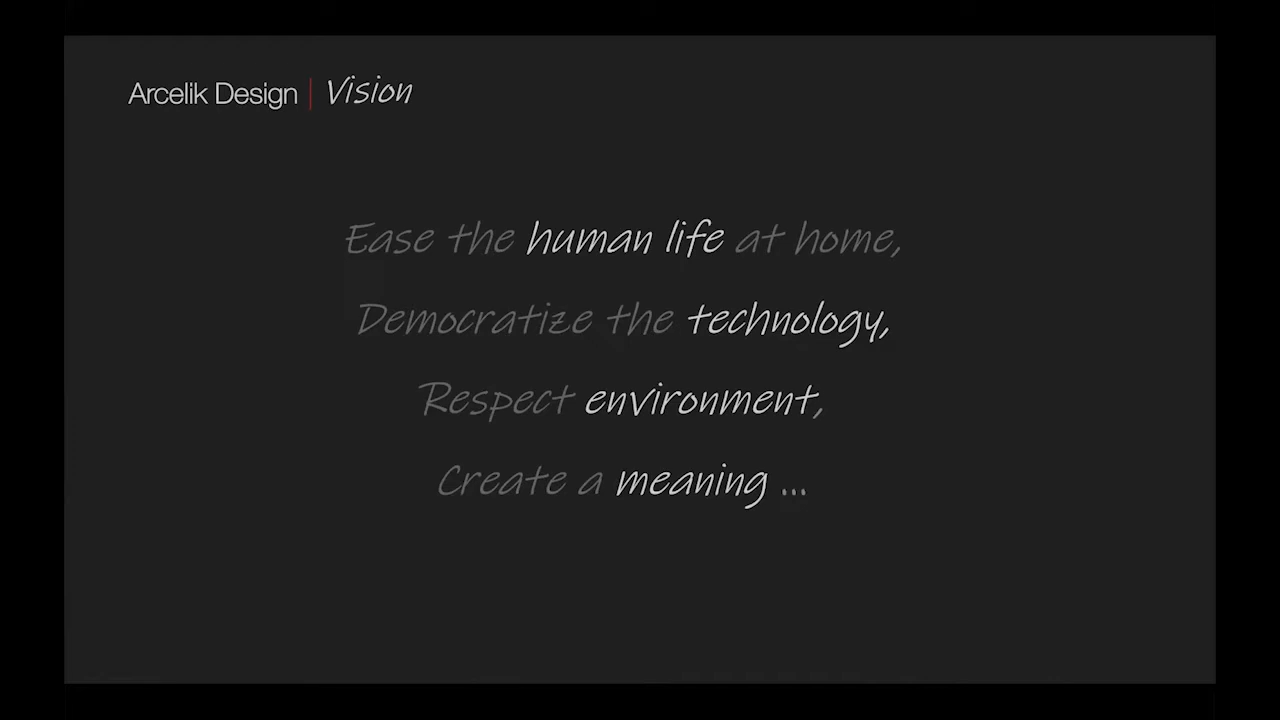 Arcelik Design | Vision
Ease the human life at home,
Democratize the technology,
Respect environment,
Create a meaning ...